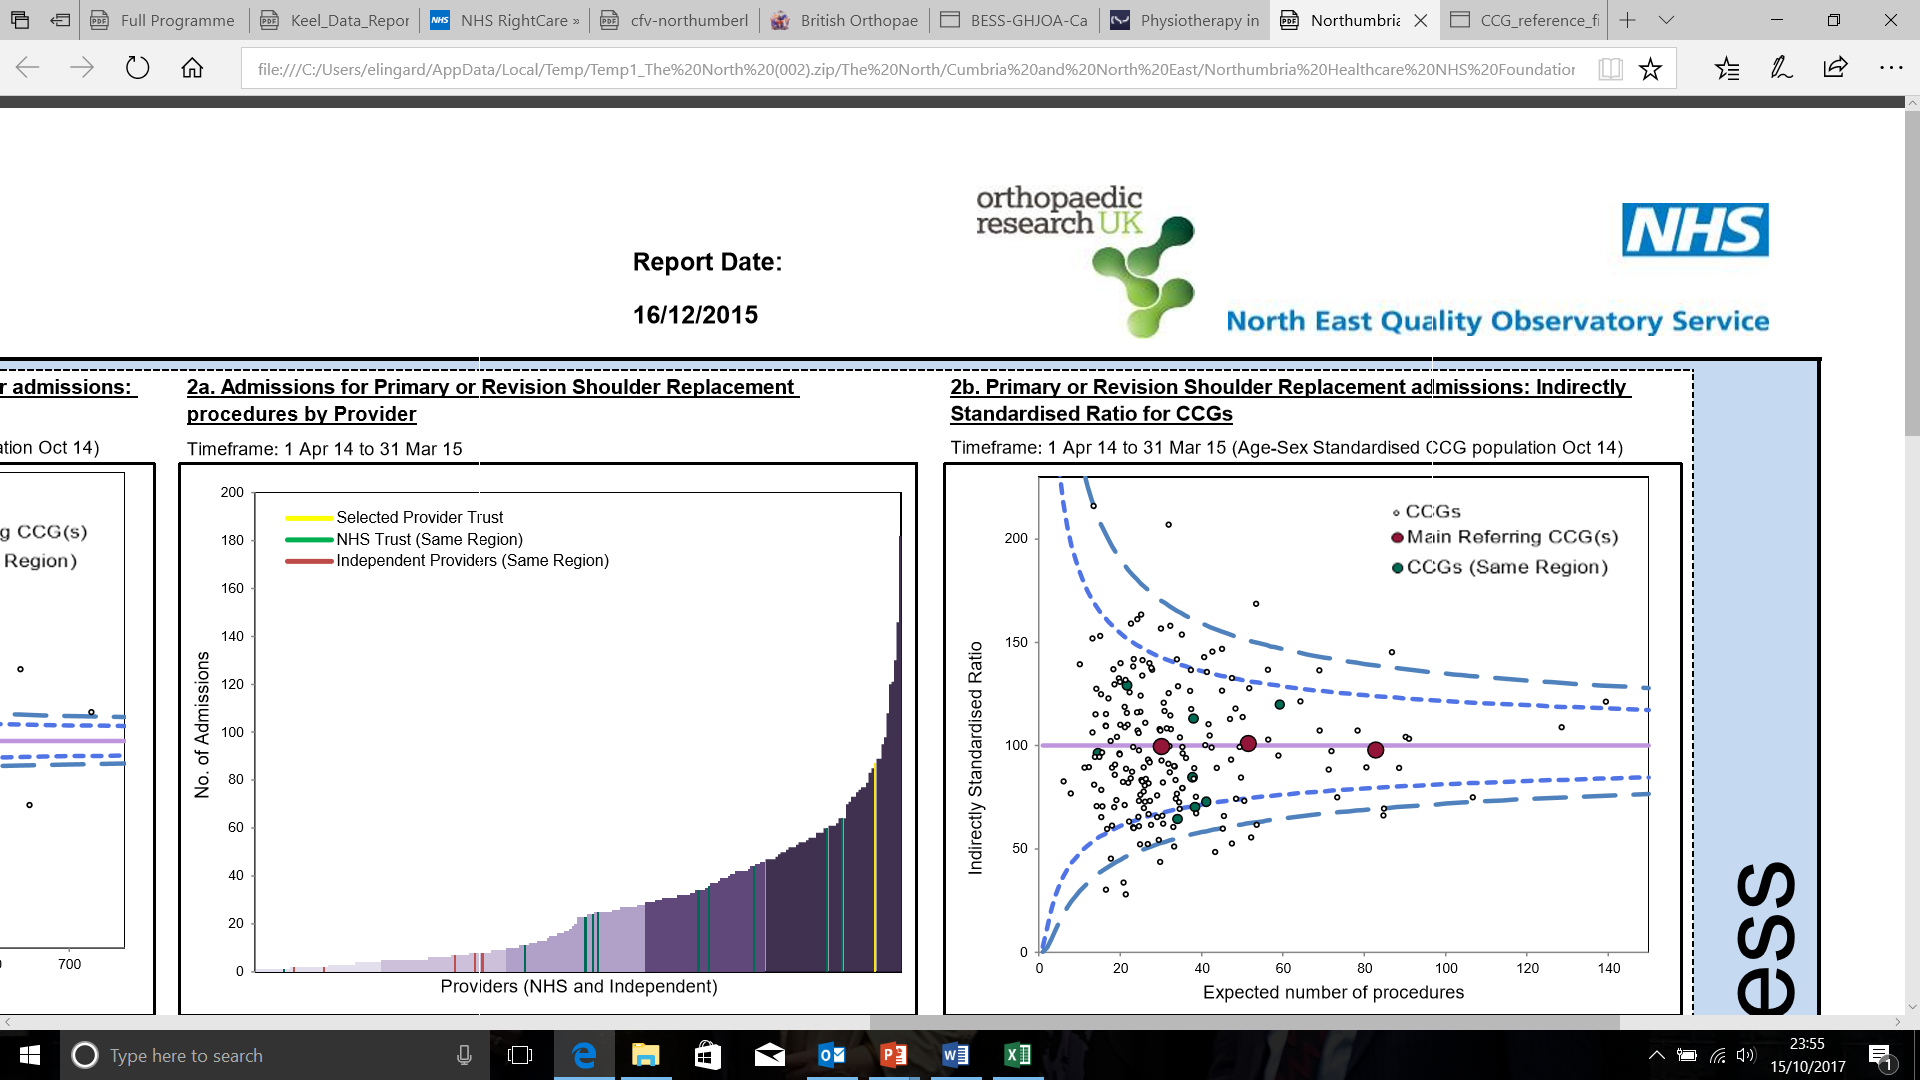 Full Programme
Keel_Data_Repor
NHS
NHS RightCare »
cfv-northumberl
British Orthopae
BESS-GHJOA-Ca
Physiotherapy in
Northumbria
CCG_reference_fi
file:///C:/Users/elingard/AppData/Local/Temp/Temp1_The%20North%20(002).zip/The%20North/Cumbria%20and%20North%20East/Northumbria%20Healthcare%20NHS%20Foundation
orthopaedic
research UK
NHS
North East Quality Observatory Service
Report Date:
16/12/2015
r admissions:
ation Oct 14)
g CCG(s)
Region)
700
2a. Admissions for Primary or Revision Shoulder Replacement
procedures by Provider
Timeframe: 1 Apr 14 to 31 Mar 15
Selected Provider Trust
NHS Trust (Same Region)
Independent Providers (Same Region)
No. of Admissions
200
180
160
140
120
100
80
60
40
20
0
Providers (NHS and Independent)
2b. Primary or Revision Shoulder Replacement admissions: Indirectly
Standardised Ratio for CCGs
Timeframe: 1 Apr 14 to 31 Mar 15 (Age-Sex Standardised CCG population Oct 14)
CCGs
Main Referring CCG(s)
CCGs (Same Region)
Indirectly Standardised Ratio
200
150
100
50
0
0 20 40 60 80 100 120 140
Expected number of procedures
ess
Type here to search
23:55
15/10/2017
1